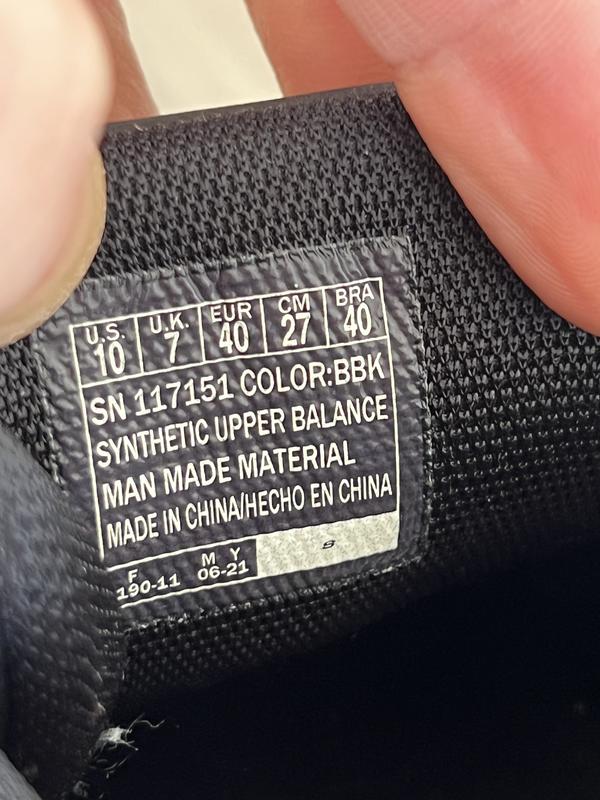 U.S. U.K. EUR CM BRA
10 7 40 27 40
SN 117151 COLOR:BBK
SYNTHETIC UPPER BALANCE
MAN MADE MATERIAL
MADE IN CHINA/HECHO EN CHINA
F M Y S
190-11 06-21